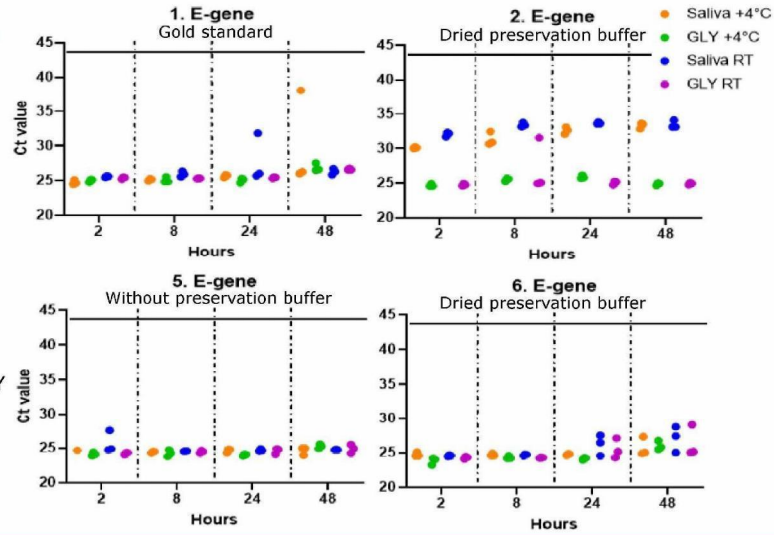 1. E-gene
Gold standard
45
40
35
30
25
20
Ct value
2
8
24
48
Hours
2. E-gene
Dried preservation buffer
45
40
35
30
25
20
2
8
24
48
Hours
Saliva +4°C
GLY +4°C
Saliva RT
GLY RT
5. E-gene
Without preservation buffer
45
40
35
30
25
20
Y
Ct value
2
8
24
48
Hours
6. E-gene
Dried preservation buffer
45
40
35
30
25
20
2
8
24
48
Hours